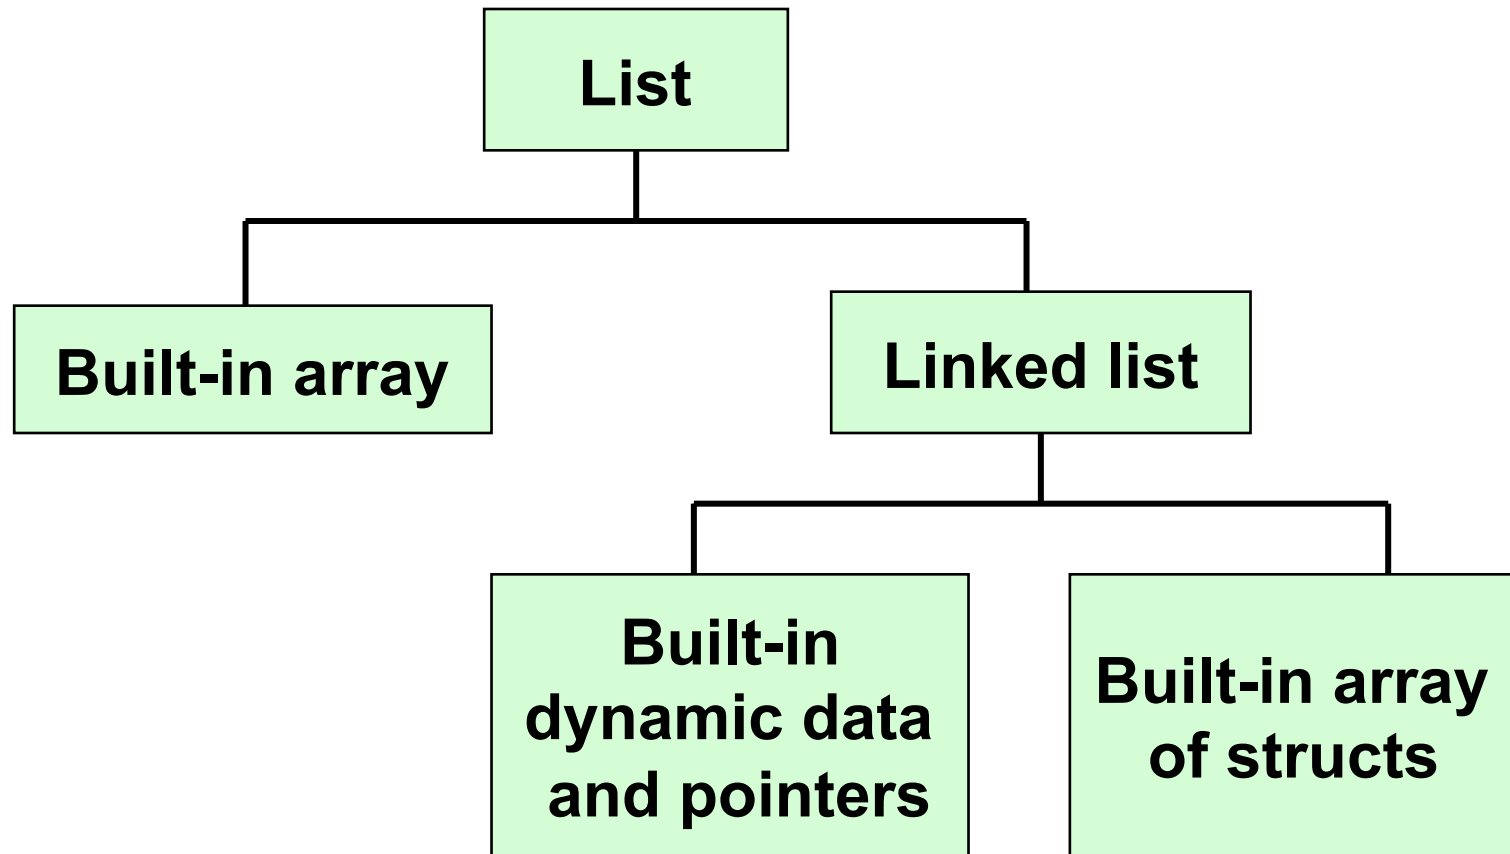 List
Built-in array
Linked list
Built-in
dynamic data
and pointers
Built-in array
of structs